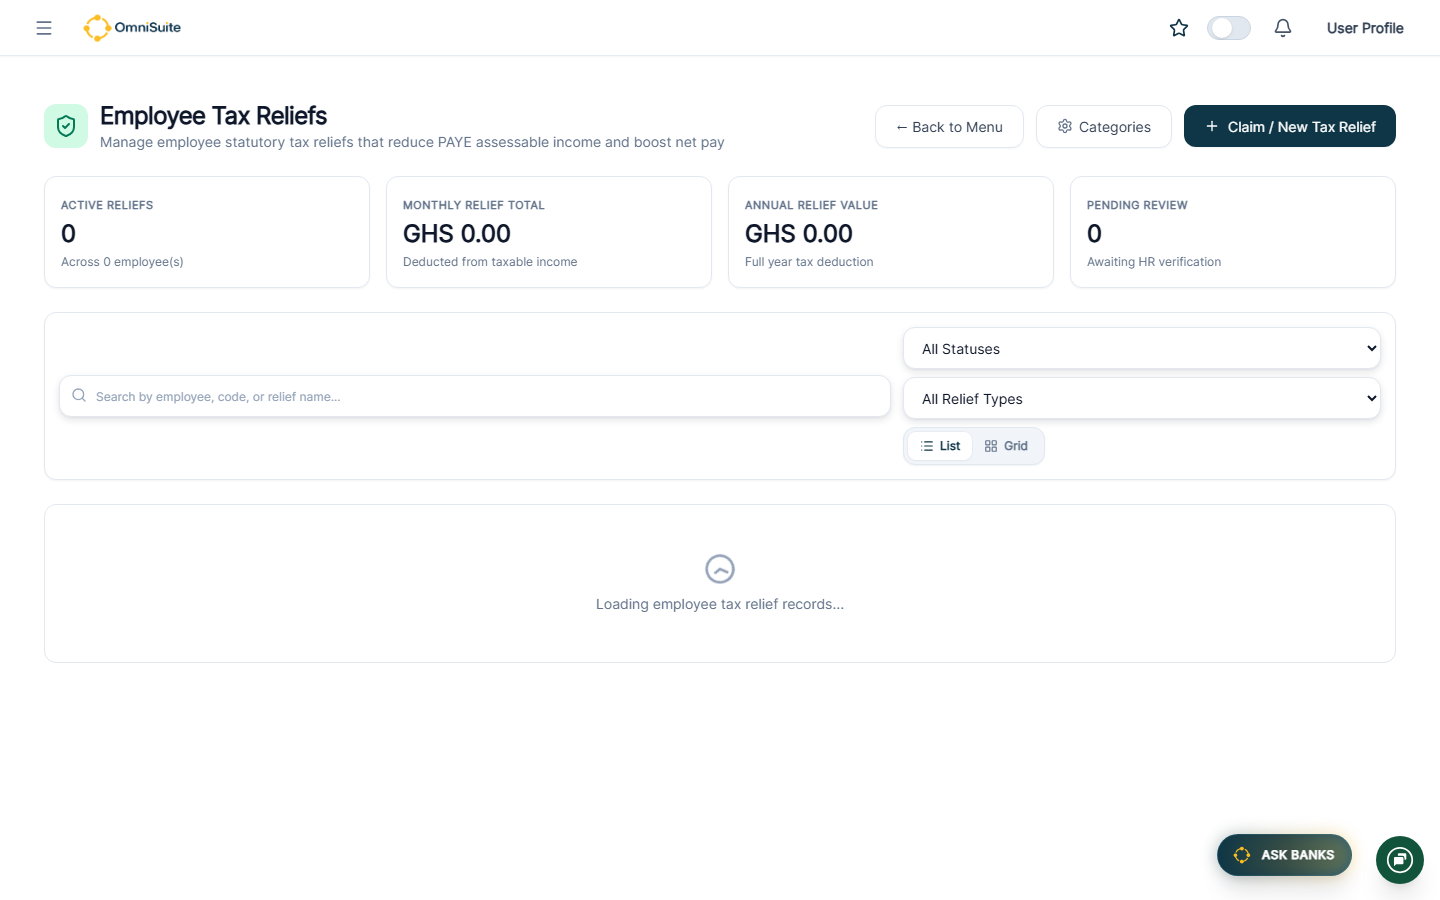 OmniSuite
User Profile
Employee Tax Reliefs
Manage employee statutory tax reliefs that reduce PAYE assessable income and boost net pay
← Back to Menu
Categories
+ Claim / New Tax Relief
ACTIVE RELIEFS
0
Across 0 employee(s)
MONTHLY RELIEF TOTAL
GHS 0.00
Deducted from taxable income
ANNUAL RELIEF VALUE
GHS 0.00
Full year tax deduction
PENDING REVIEW
0
Awaiting HR verification
Search by employee, code, or relief name...
All Statuses
All Relief Types
List
Grid
Loading employee tax relief records...
ASK BANKS